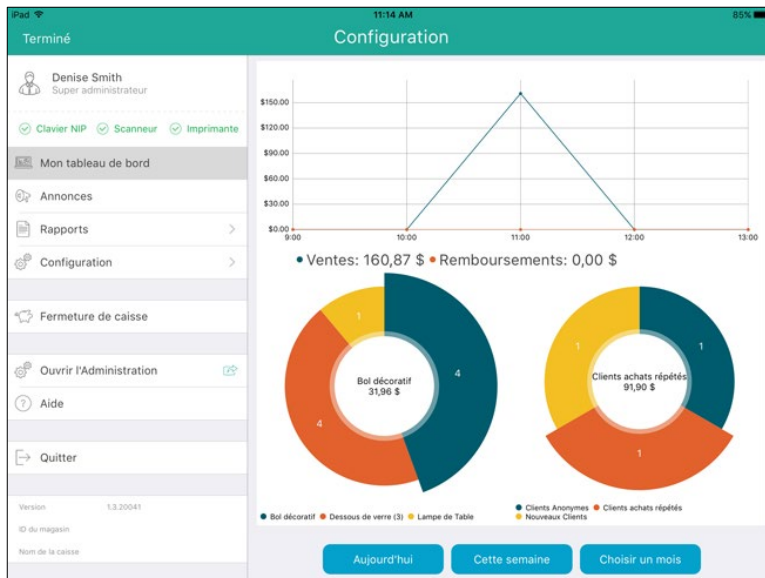 iPad 11:14 AM 85%
Terminé Configuration
Denise Smith
Super administrateur
Clavier NIP Scanneur Imprimante
Mon tableau de bord
Annonces
Rapports
Configuration
Fermeture de caisse
Ouvrir l'Administration
Aide
Quitter
Version 1.3.20041
ID du magasin
Nom de la caisse
$150.00
$120.00
$90.00
$60.00
$30.00
$0.00
9:00 10:00 11:00 12:00 13:00
Ventes: 160,87 $ Remboursements: 0,00 $
1
4
4
Bol décoratif
31,96 $
1
1
1
Clients achats répétés
91,90 $
Bol décoratif Dessous de verre (3) Lampe de Table
Clients Anonymes Clients achats répétés
Nouveaux Clients
Aujourd'hui Cette semaine Choisir un mois